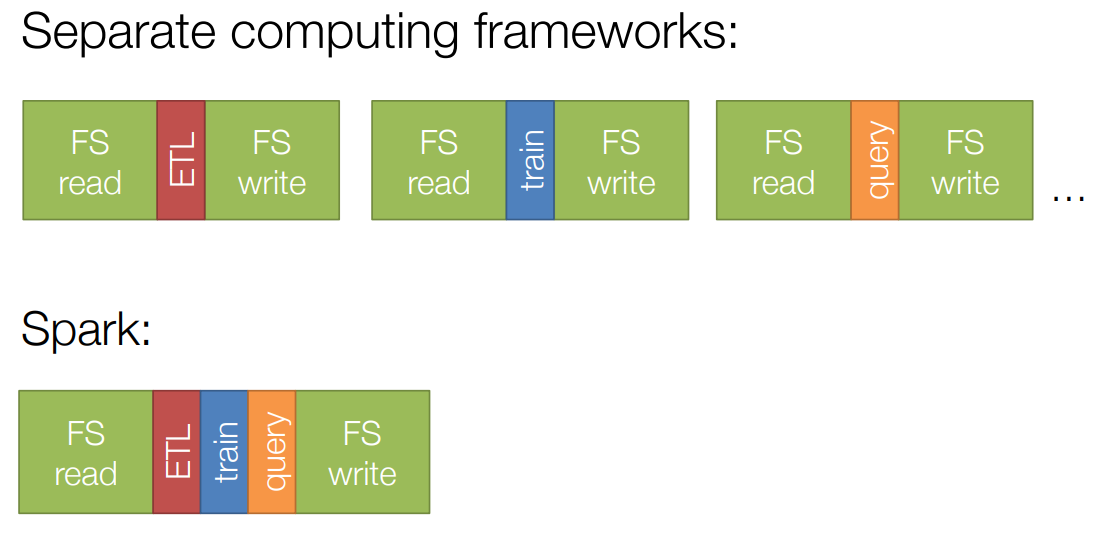 Separate computing frameworks:
FS
read
ETL
FS
write
FS
read
train
FS
write
FS
read
query
FS
write
...
Spark:
FS
read
ETL
train
query
FS
write